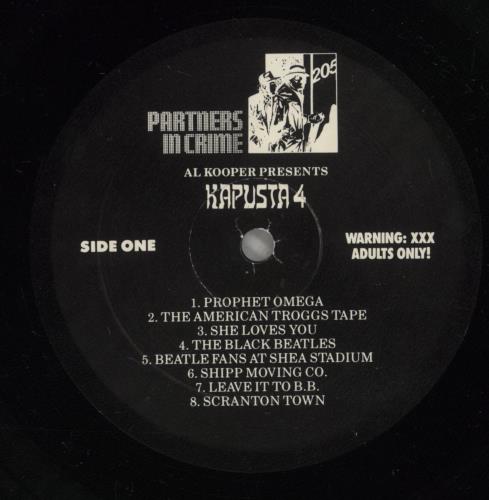 205
PARTNERS
IN CRIME
AL KOOPER PRESENTS
KAPUSTA 4
SIDE ONE
WARNING: XXX
ADULTS ONLY!
1. PROPHET OMEGA
2. THE AMERICAN TROGGS TAPE
3. SHE LOVES YOU
4. THE BLACK BEATLES
5. BEATLE FANS AT SHEA STADIUM
6. SHIPP MOVING CO.
7. LEAVE IT TO B.B.
8. SCRANTON TOWN